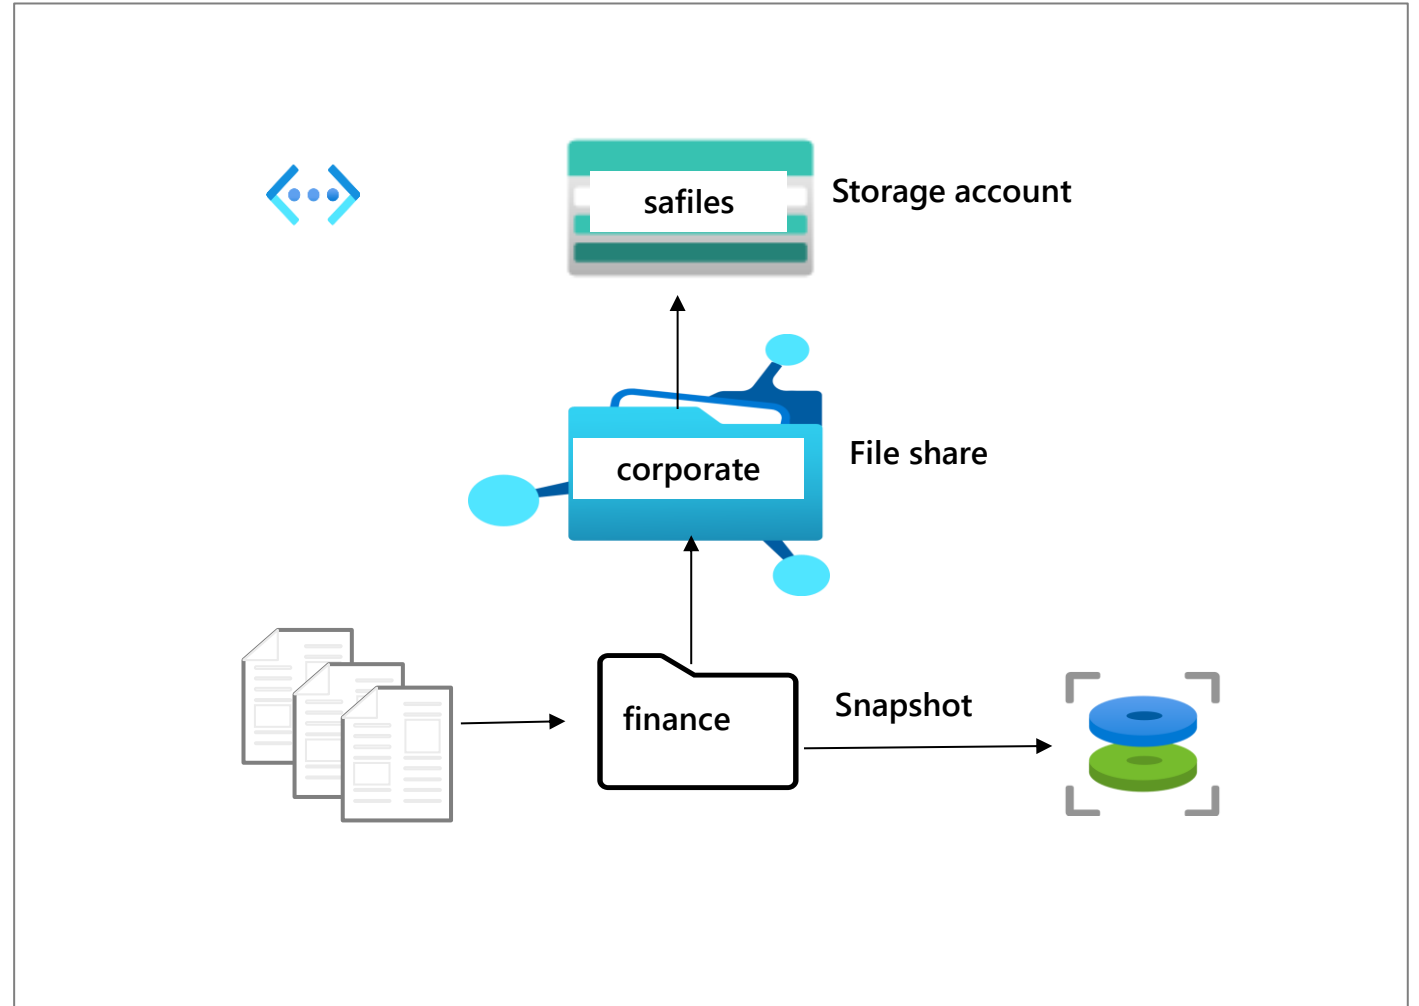 safiles
Storage account
corporate
File share
finance
Snapshot